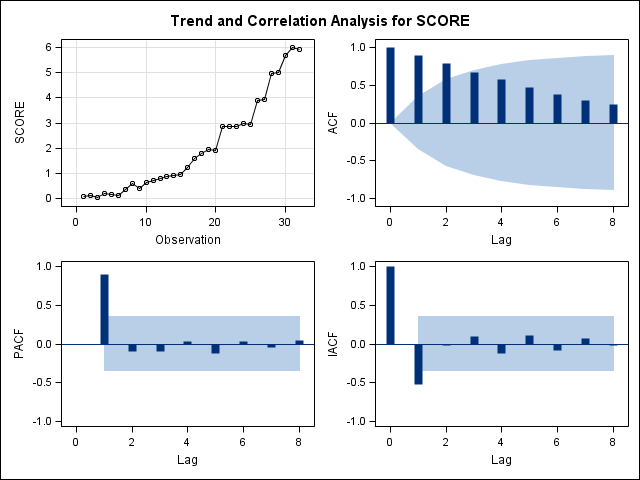 Trend and Correlation Analysis for SCORE
SCORE
6
5
4
3
2
1
0
0 10 20 30
Observation
ACF
1.0
0.5
0.0
-0.5
-1.0
0 2 4 6 8
Lag
PACF
1.0
0.5
0.0
-0.5
-1.0
0 2 4 6 8
Lag
IACF
1.0
0.5
0.0
-0.5
-1.0
0 2 4 6 8
Lag